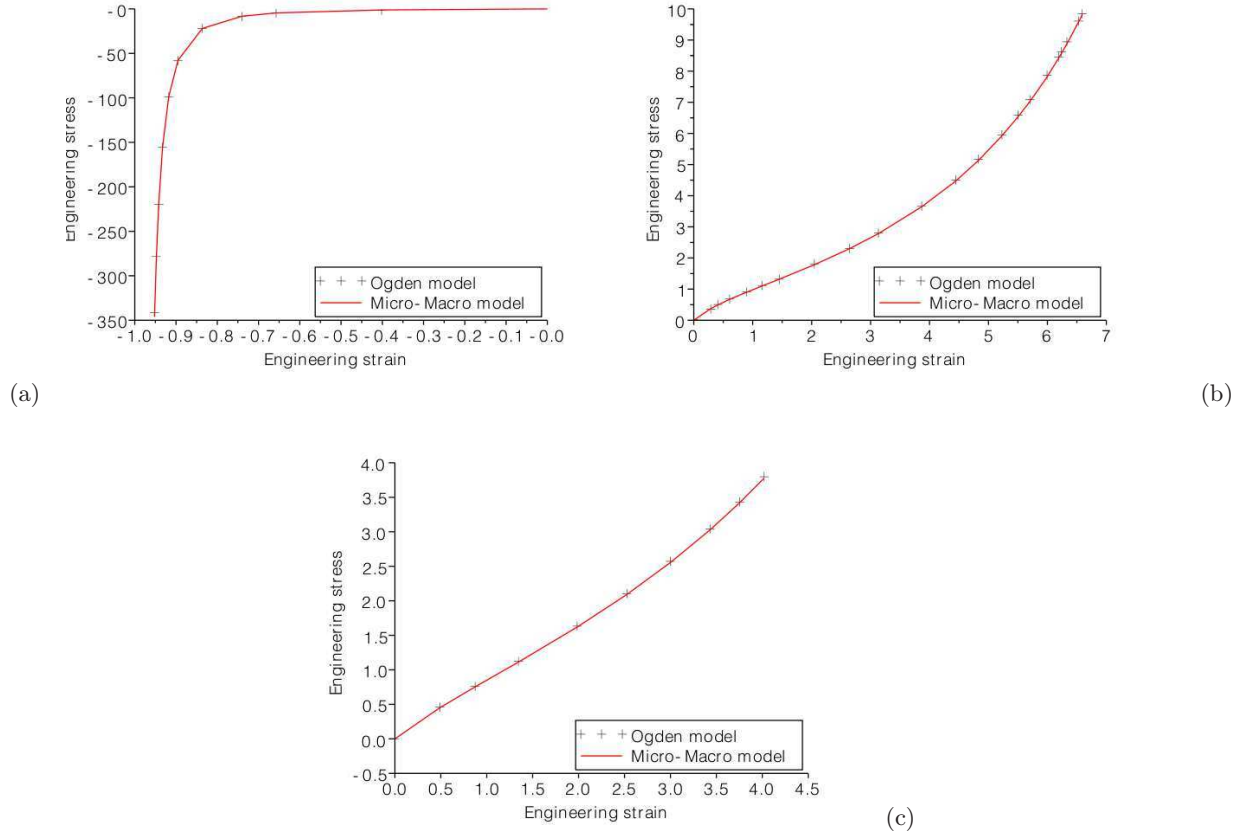 - 0
- 50
- 100
- 150
- 200
- 250
- 300
- 350
Engineering stress
- 1.0 - 0.9 - 0.8 - 0.7 - 0.6 - 0.5 - 0.4 - 0.3 - 0.2 - 0.1 - 0.0
Engineering strain
Ogden model
Micro- Macro model
(a)
10
9
8
7
6
5
4
3
2
1
0
Engineering stress
0 1 2 3 4 5 6 7
Engineering strain
Ogden model
Micro- Macro model
(b)
4.0
3.5
3.0
2.5
2.0
1.5
1.0
0.5
0.0
- 0.5
Engineering stress
0.0 0.5 1.0 1.5 2.0 2.5 3.0 3.5 4.0 4.5
Engineering strain
Ogden model
Micro- Macro model
(c)